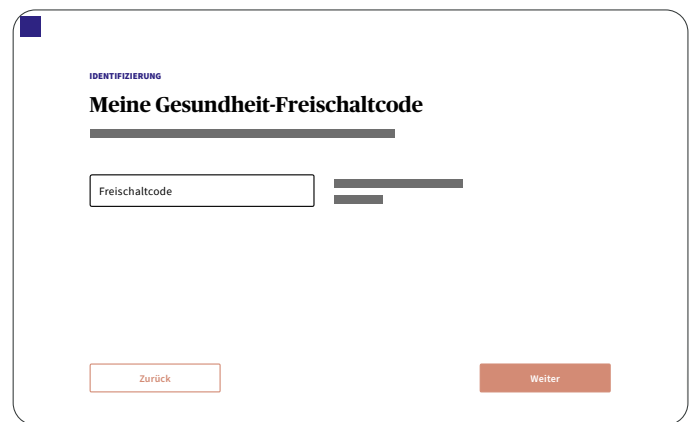 IDENTIFIZIERUNG
Meine Gesundheit-Freischaltcode
Freischaltcode
Zurück
Weiter